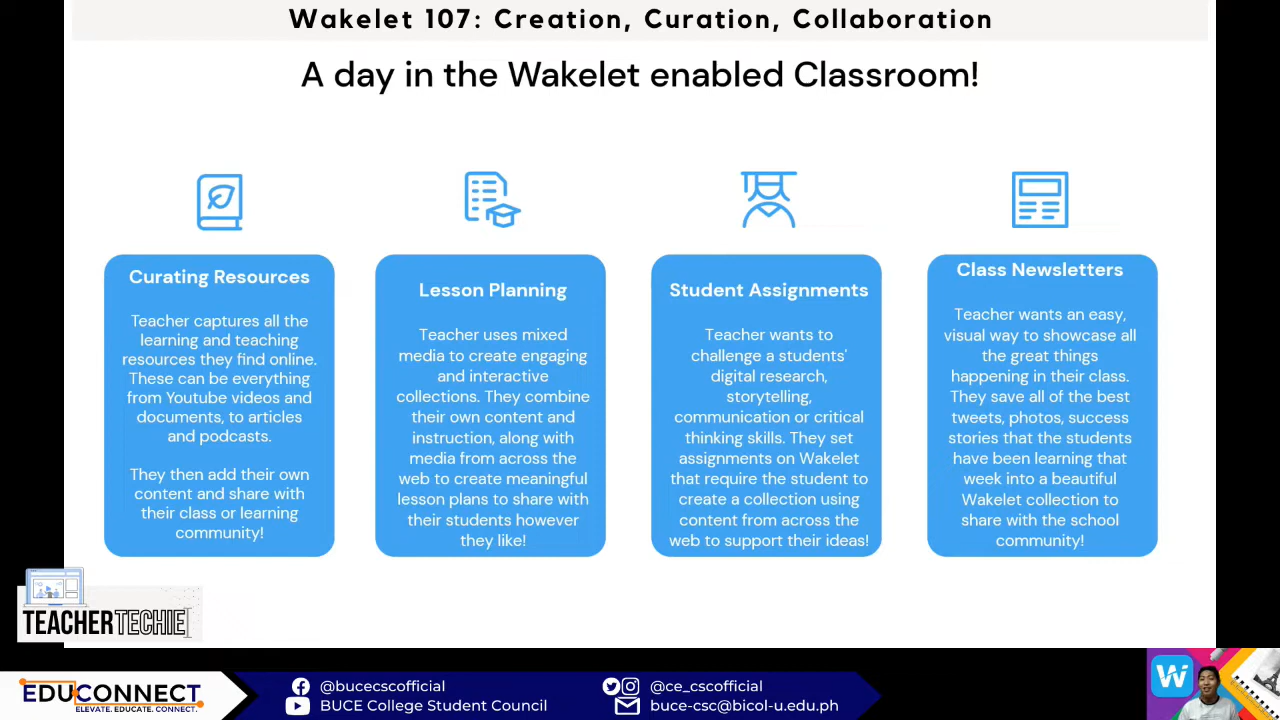 Wakelet 107: Creation, Curation, Collaboration
A day in the Wakelet enabled Classroom!
Curating Resources
Teacher captures all the
learning and teaching
resources they find online.
These can be everything
from Youtube videos and
documents, to articles
and podcasts.
They then add their own
content and share with
their class or learning
community!
Lesson Planning
Teacher uses mixed
media to create engaging
and interactive
collections. They combine
their own content and
instruction, along with
media from across the
web to create meaningful
lesson plans to share with
their students however
they like!
Student Assignments
Teacher wants to
challenge a students'
digital research,
storytelling,
communication or critical
thinking skills. They set
assignments on Wakelet
that require the student to
create a collection using
content from across the
web to support their ideas!
Class Newsletters
Teacher wants an easy,
visual way to showcase all
the great things
happening in their class.
They save all of the best
tweets, photos, success
stories that the students
have been learning that
week into a beautiful
Wakelet collection to
share with the school
community!
TEACHERTECHIE
EDUCONNECT
ELEVATE. EDUCATE. CONNECT.
@bucecscofficial
BUCE College Student Council
@ce_cscofficial
buce-csc@bicol-u.edu.ph
W